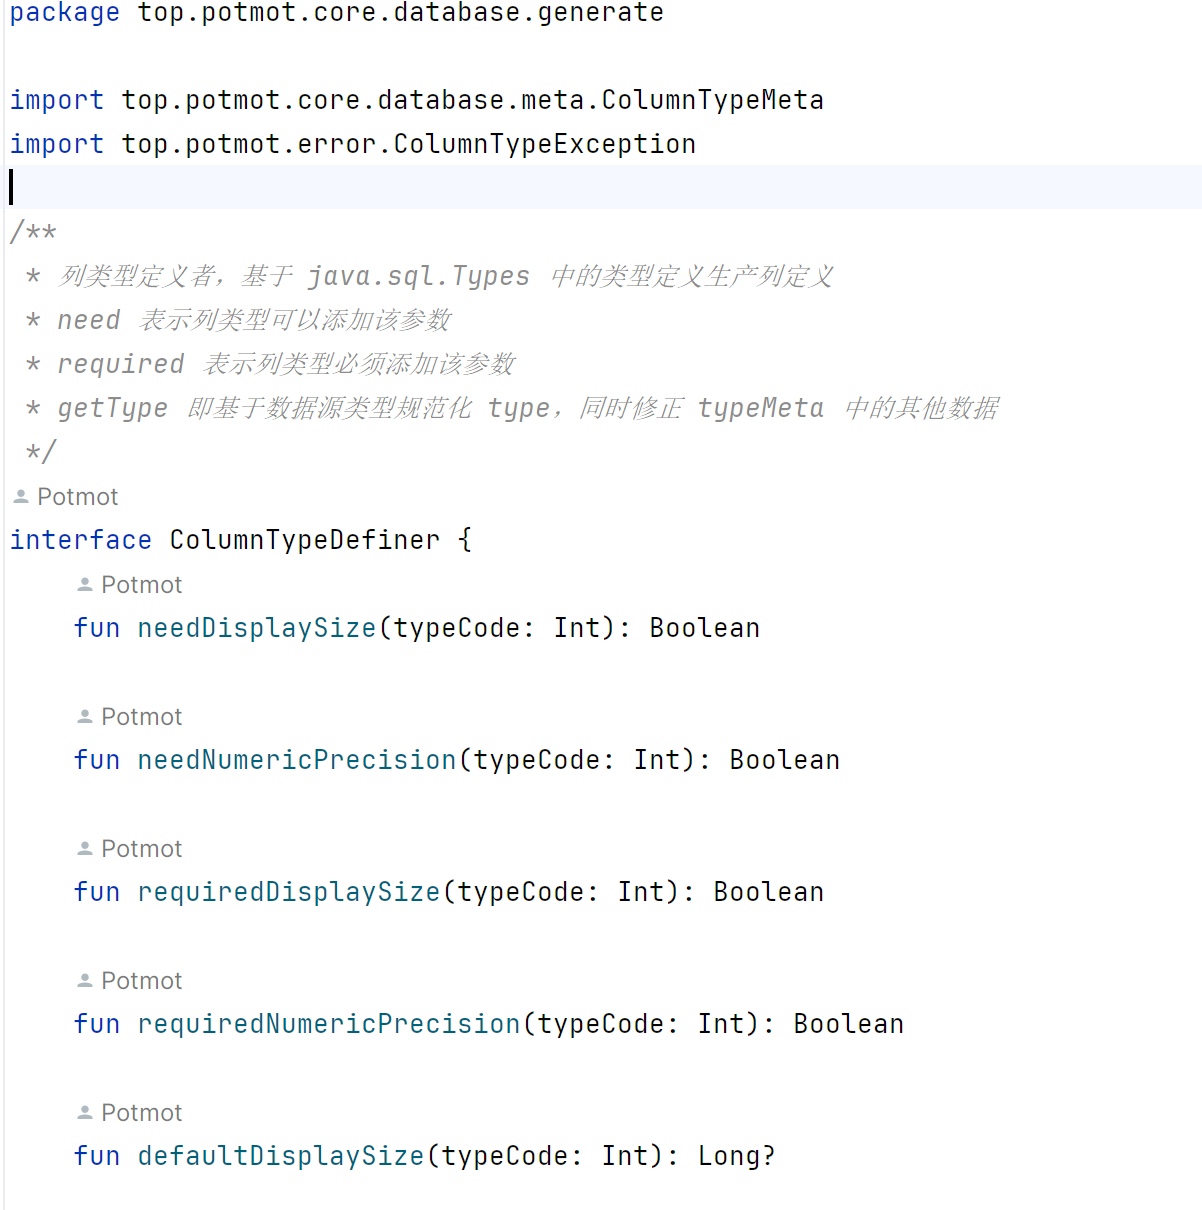 package top.potmot.core.database.generate
import top.potmot.core.database.meta.ColumnTypeMeta
import top.potmot.error.ColumnTypeException
/**
 * 列类型定义者，基于 java.sql.Types 中的类型定义生产列定义
 * need 表示列类型可以添加该参数
 * required 表示列类型必须添加该参数
 * getType 即基于数据源类型规范化 type，同时修正 typeMeta 中的其他数据
 */
Potmot
interface ColumnTypeDefiner {
Potmot
fun needDisplaySize(typeCode: Int): Boolean
Potmot
fun needNumericPrecision(typeCode: Int): Boolean
Potmot
fun requiredDisplaySize(typeCode: Int): Boolean
Potmot
fun requiredNumericPrecision(typeCode: Int): Boolean
Potmot
fun defaultDisplaySize(typeCode: Int): Long?